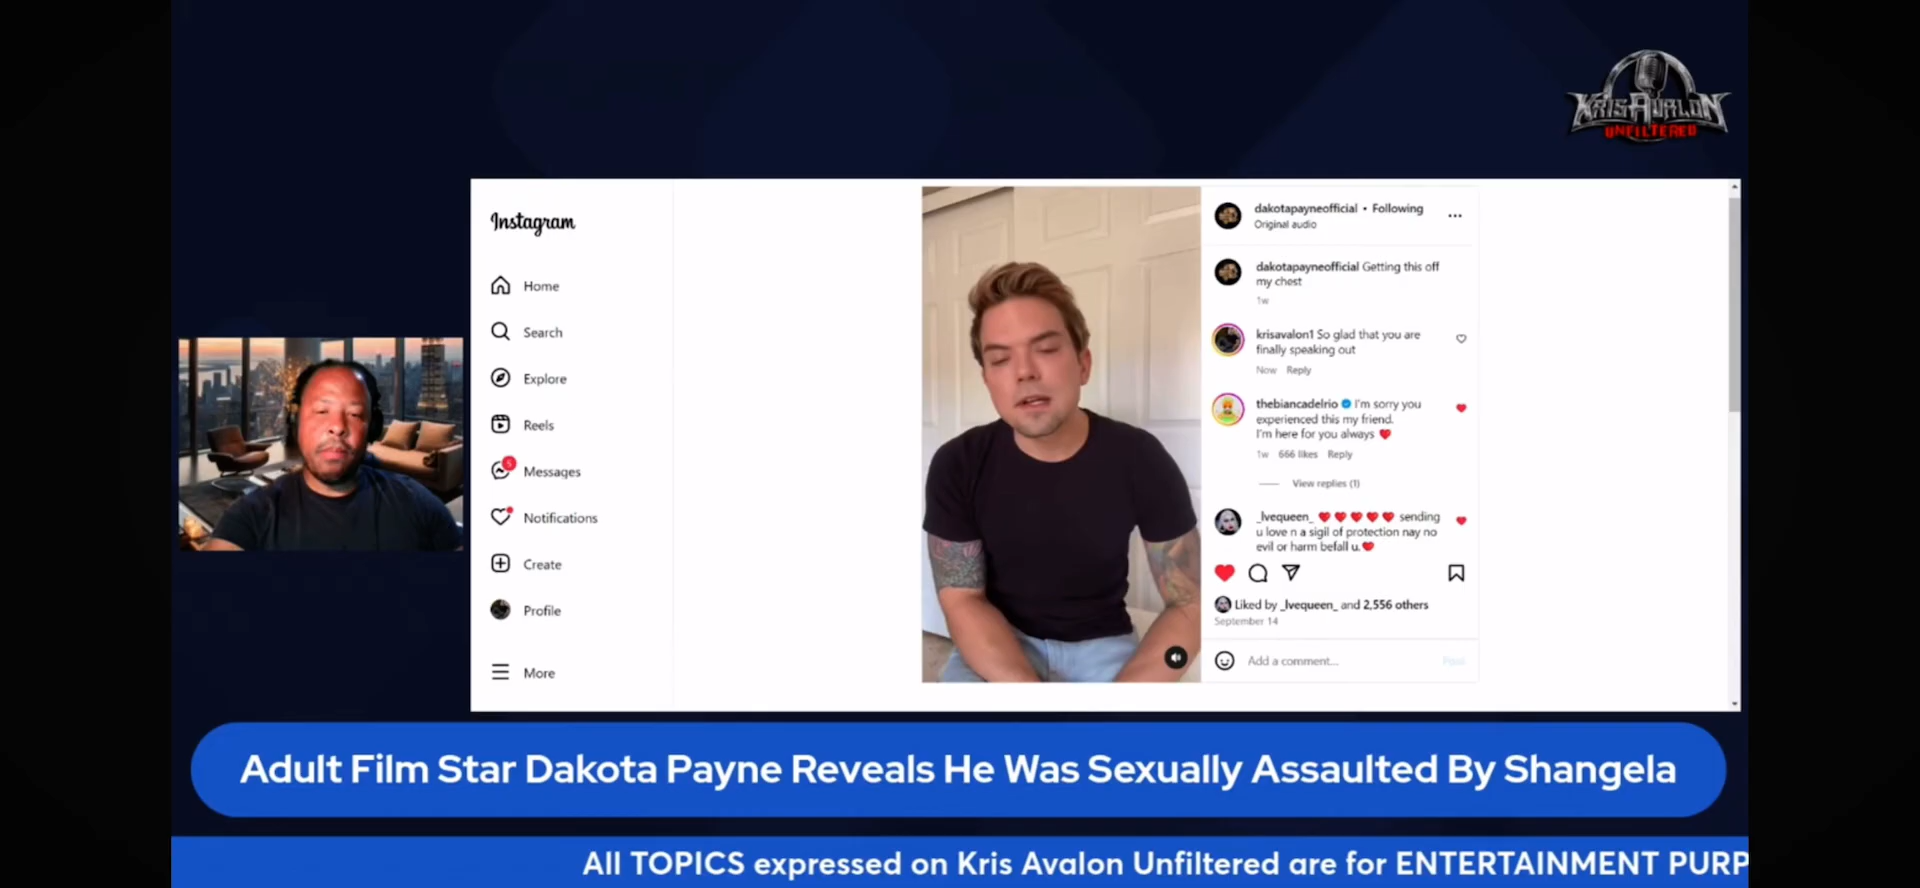 KRIS AVALON
UNFILTERED
Instagram
Home
Search
Explore
Reels
5
Messages
Notifications
Create
Profile
More
dakotapayneofficial • Following
Original audio
dakotapayneofficial Getting this off
my chest
1w
krisavalon1 So glad that you are
finally speaking out
Now Reply
thebiancadelrio I'm sorry you
experienced this my friend.
I'm here for you always ❤️
1w 666 likes Reply
View replies (1)
_lvequeen_ ❤️❤️❤️❤️❤️ sending
u love n a sigil of protection nay no
evil or harm befall u.❤️
Liked by _lvequeen_ and 2,556 others
September 14
Add a comment...
Post
Adult Film Star Dakota Payne Reveals He Was Sexually Assaulted By Shangela
All TOPICS expressed on Kris Avalon Unfiltered are for ENTERTAINMENT PURP